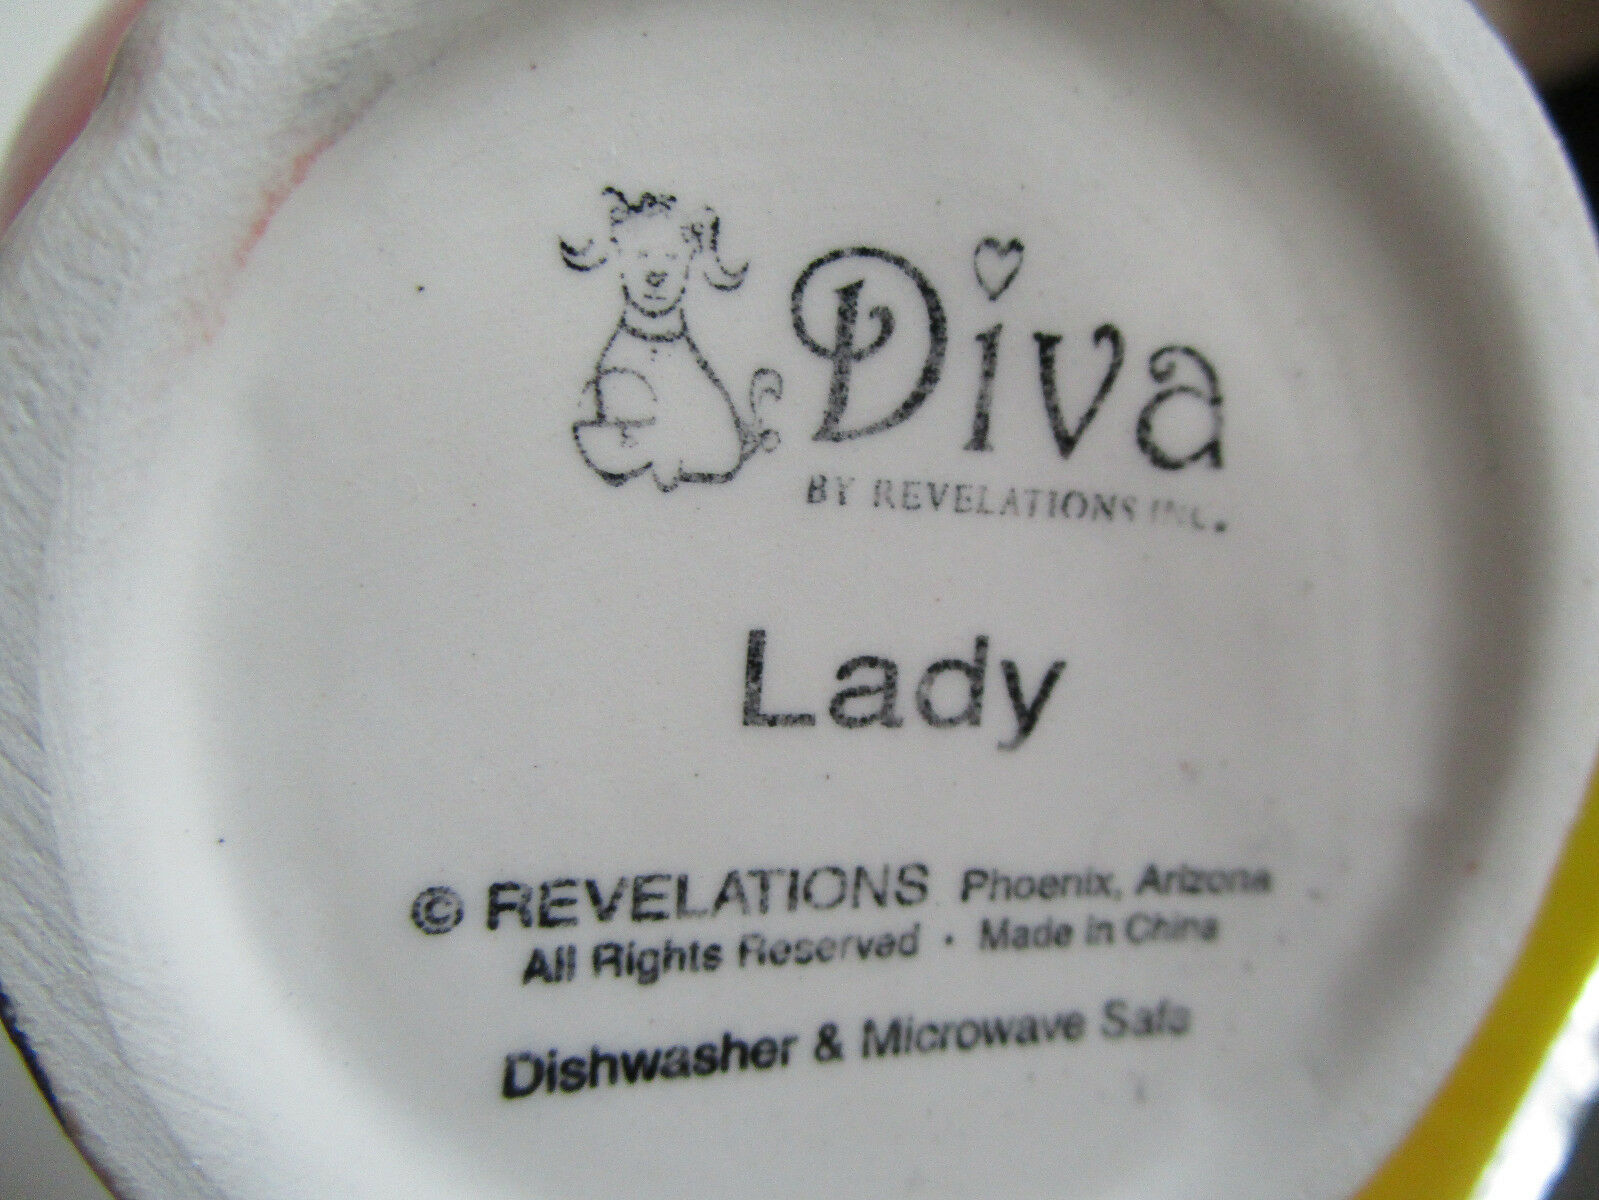 Diva
BY REVELATIONS INC.
Lady
© REVELATIONS Phoenix, Arizona
All Rights Reserved · Made in China
Dishwasher & Microwave Safe